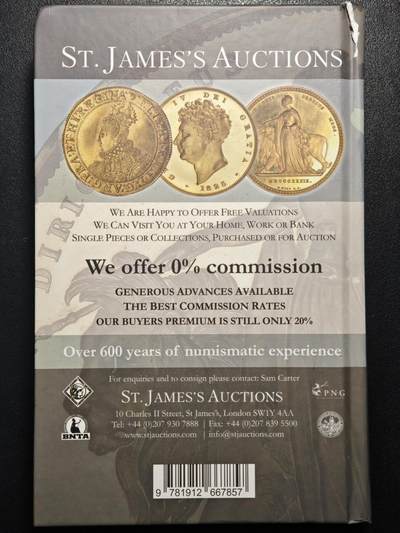 ST. JAMES'S AUCTIONS
IV DEI GRATIA
1825
MDCCCXXXIX
WE ARE HAPPY TO OFFER FREE VALUATIONS
WE CAN VISIT YOU AT YOUR HOME, WORK OR BANK
SINGLE PIECES OR COLLECTIONS, PURCHASED OR FOR AUCTION
We offer 0% commission
GENEROUS ADVANCES AVAILABLE
THE BEST COMMISSION RATES
OUR BUYERS PREMIUM IS STILL ONLY 20%
Over 600 years of numismatic experience
For enquiries and to consign please contact: Sam Carter
ST. JAMES'S AUCTIONS
PNG
10 Charles II Street, St James's, London SW1Y 4AA
BNTA
Tel: +44 (0)207 930 7888 | Fax: +44 (0)207 839 5500
www.stjauctions.com | info@stjauctions.com
9 781912 667857